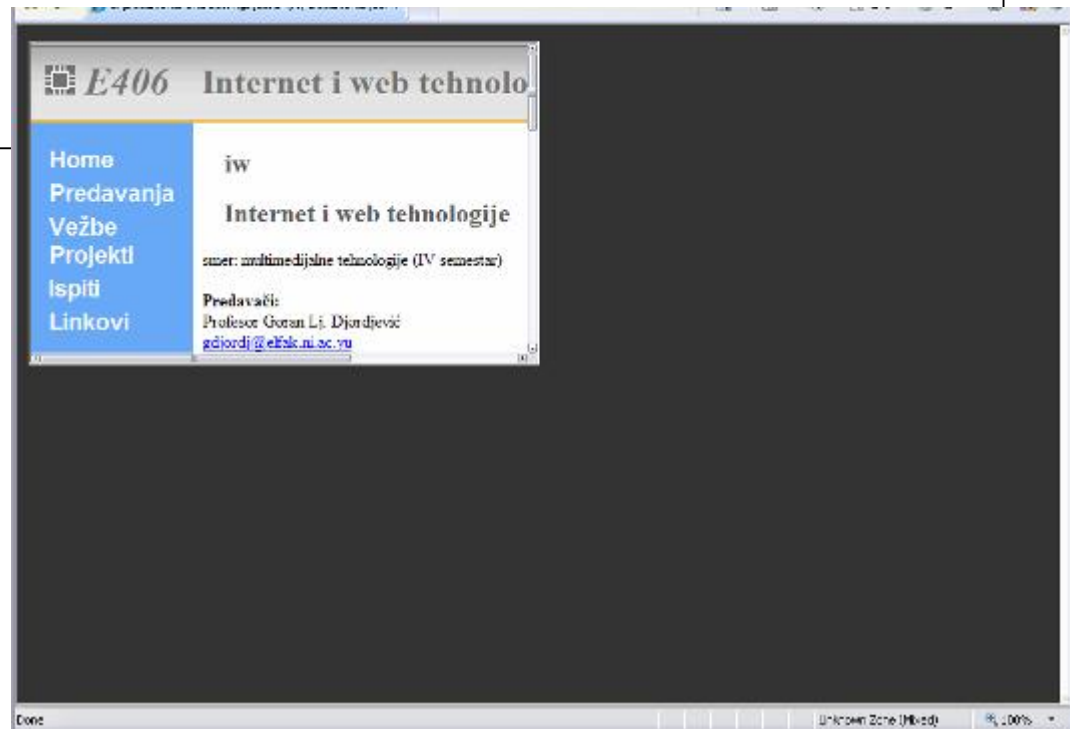 E406 Internet i web tehnolo
Home
Predavanja
Vežbe
Projekti
Ispiti
Linkovi
iw
Internet i web tehnologije
smer: multimedijalne tehnologije (IV semestar)
Predavači:
Profesor Goran Lj. Djordjević
gdjordj@elfak.ni.ac.yu
Done
Unknown Zone (Mixed)
100%